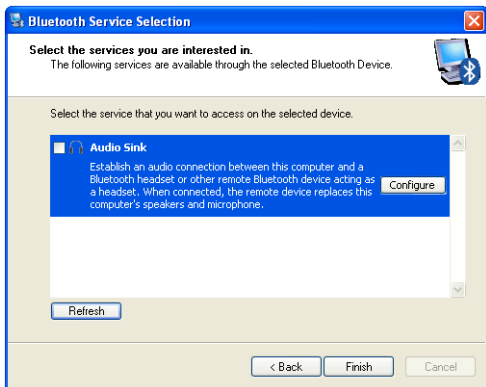 Bluetooth Service Selection
Select the services you are interested in.
The following services are available through the selected Bluetooth Device.
Select the service that you want to access on the selected device.
Audio Sink
Establish an audio connection between this computer and a
Bluetooth headset or other remote Bluetooth device acting as
a headset. When connected, the remote device replaces this
computer's speakers and microphone.
Configure
Refresh
< Back
Finish
Cancel